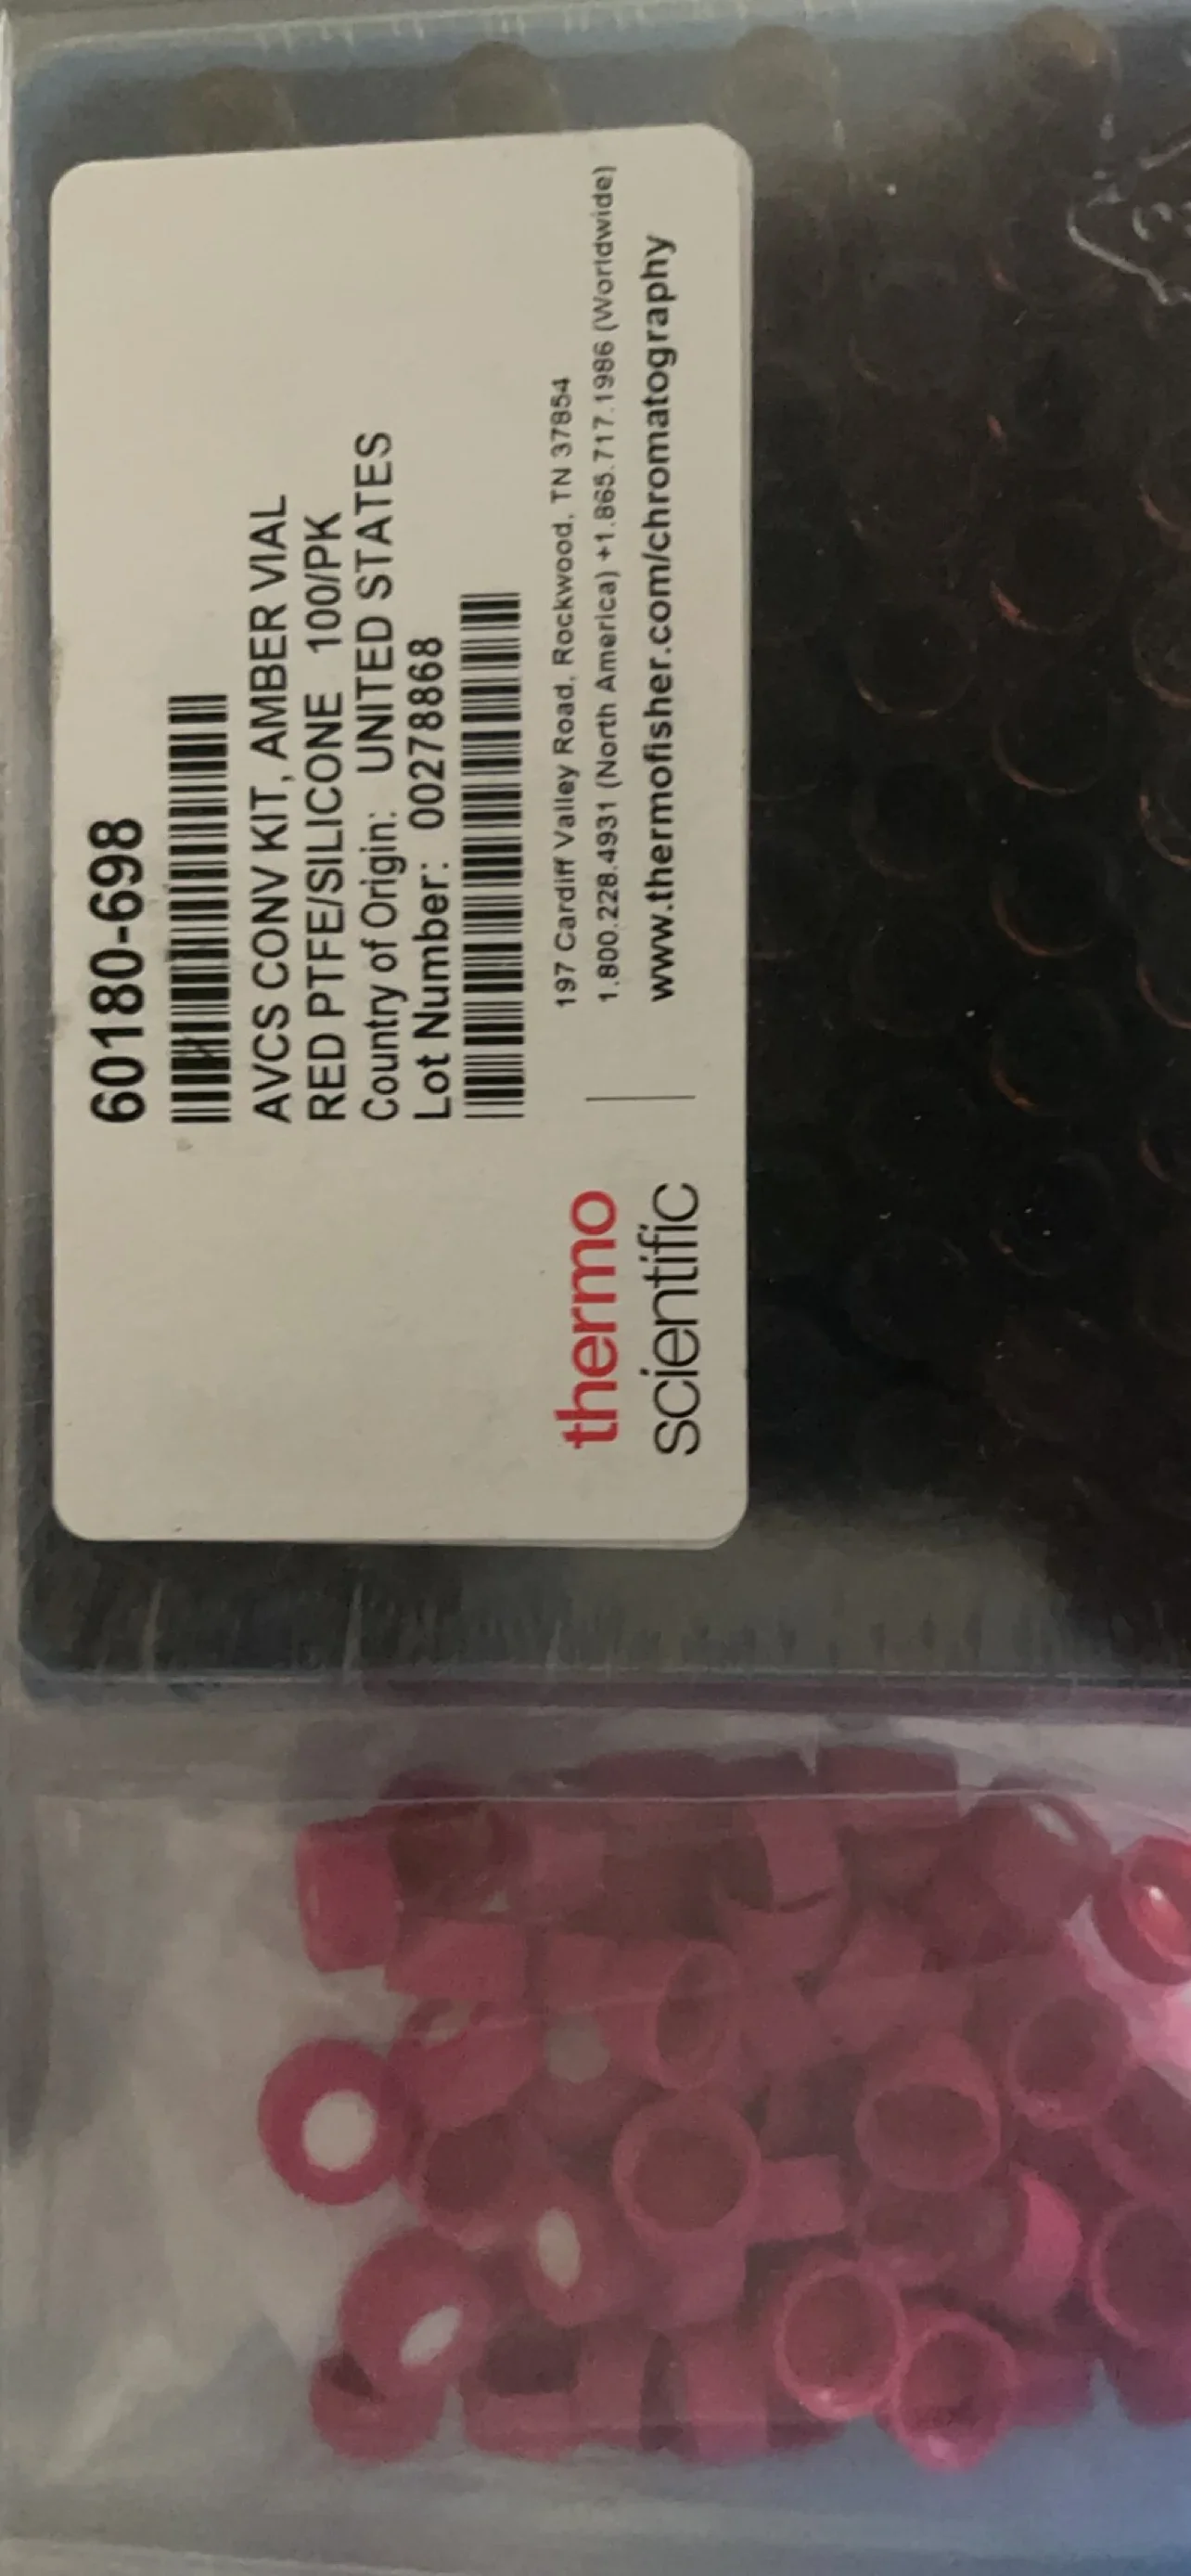 60180-698
AVCS CONV KIT, AMBER VIAL
RED PTFE/SILICONE 100/PK
Country of Origin: UNITED STATES
Lot Number: 00278868
thermo
scientific
197 Cardiff Valley Road, Rockwood, TN 37854
1.800.228.4931 (North America) +1.865.717.1986 (Worldwide)
www.thermofisher.com/chromatography